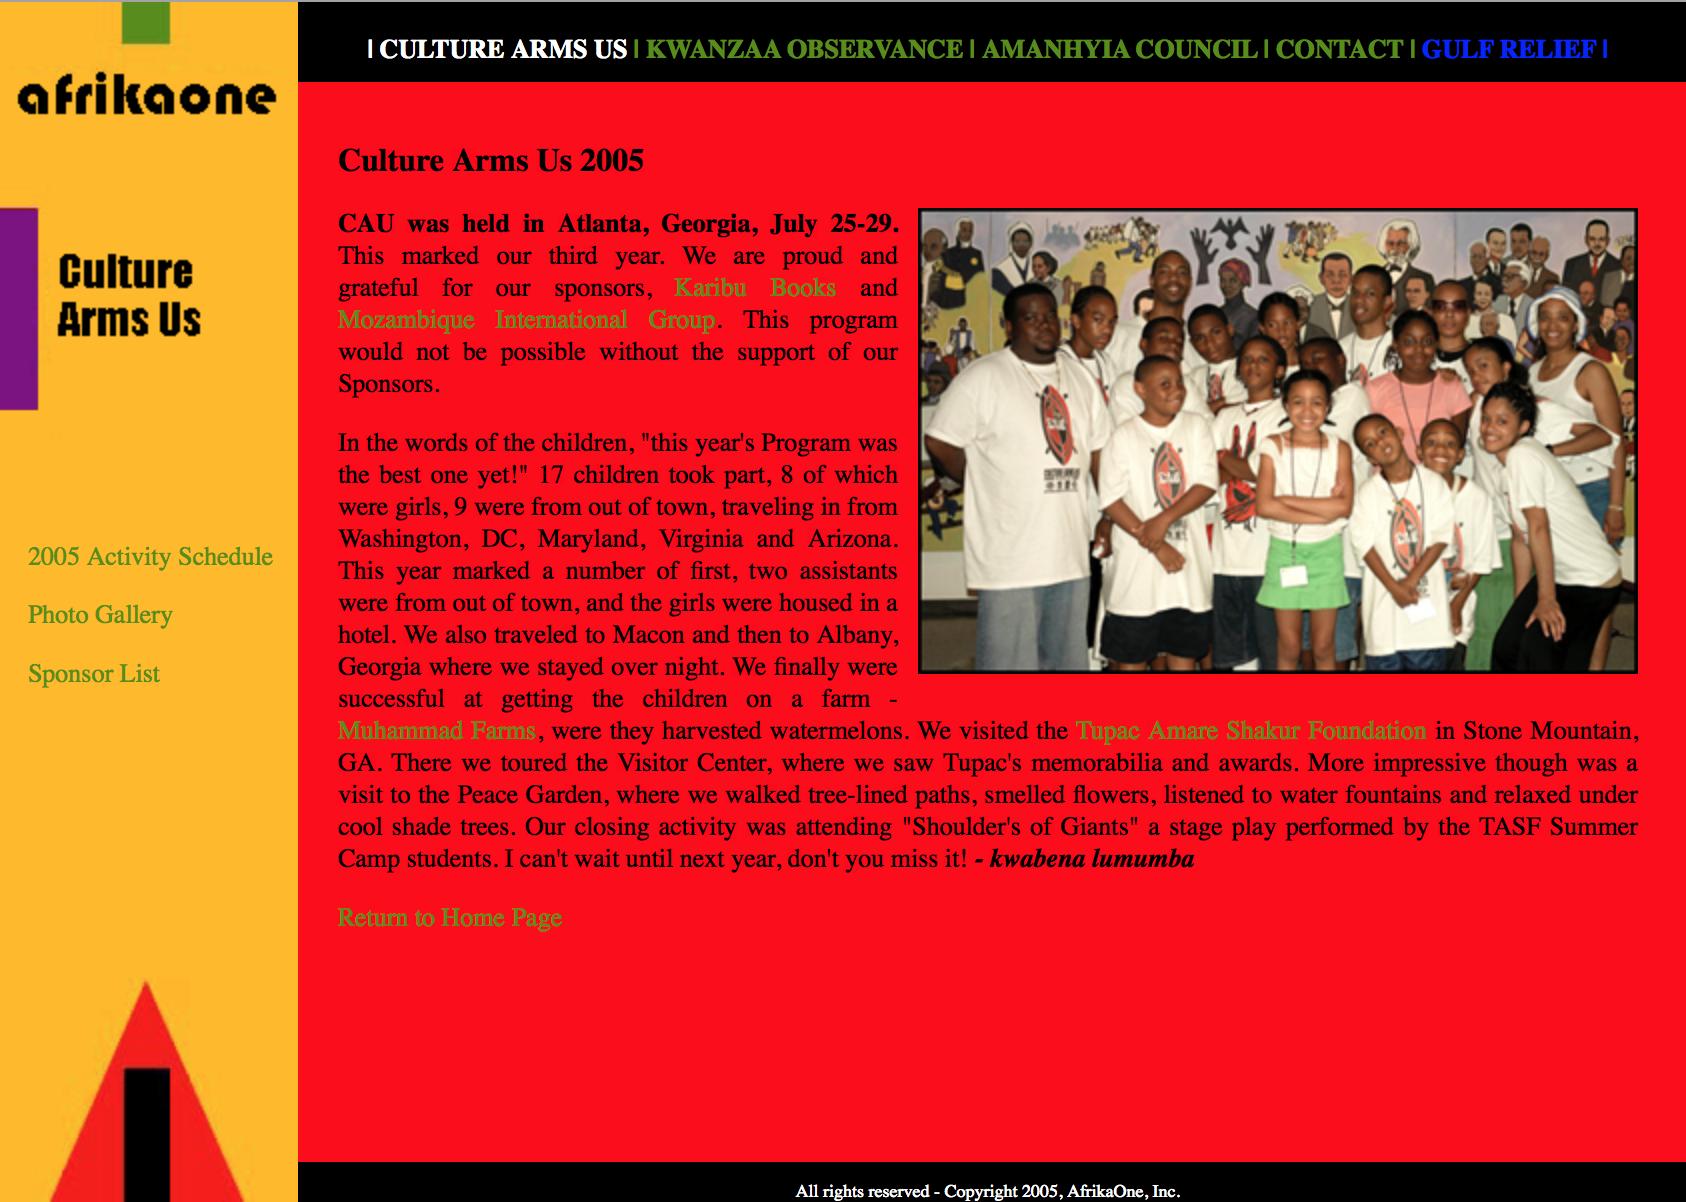 | CULTURE ARMS US | KWANZAA OBSERVANCE | AMANHYIA COUNCIL | CONTACT | GULF RELIEF |
afrikaone
Culture
Arms Us
2005 Activity Schedule
Photo Gallery
Sponsor List
Culture Arms Us 2005
CAU was held in Atlanta, Georgia, July 25-29.
This marked our third year. We are proud and
grateful for our sponsors, Karibu Books and
Mozambique International Group. This program
would not be possible without the support of our
Sponsors.
In the words of the children, "this year's Program was
the best one yet!" 17 children took part, 8 of which
were girls, 9 were from out of town, traveling in from
Washington, DC, Maryland, Virginia and Arizona.
This year marked a number of first, two assistants
were from out of town, and the girls were housed in a
hotel. We also traveled to Macon and then to Albany,
Georgia where we stayed over night. We finally were
successful at getting the children on a farm -
Muhammad Farms, were they harvested watermelons. We visited the Tupac Amare Shakur Foundation in Stone Mountain,
GA. There we toured the Visitor Center, where we saw Tupac's memorabilia and awards. More impressive though was a
visit to the Peace Garden, where we walked tree-lined paths, smelled flowers, listened to water fountains and relaxed under
cool shade trees. Our closing activity was attending "Shoulder's of Giants" a stage play performed by the TASF Summer
Camp students. I can't wait until next year, don't you miss it! - kwabena lumumba
Return to Home Page
All rights reserved - Copyright 2005, AfrikaOne, Inc.